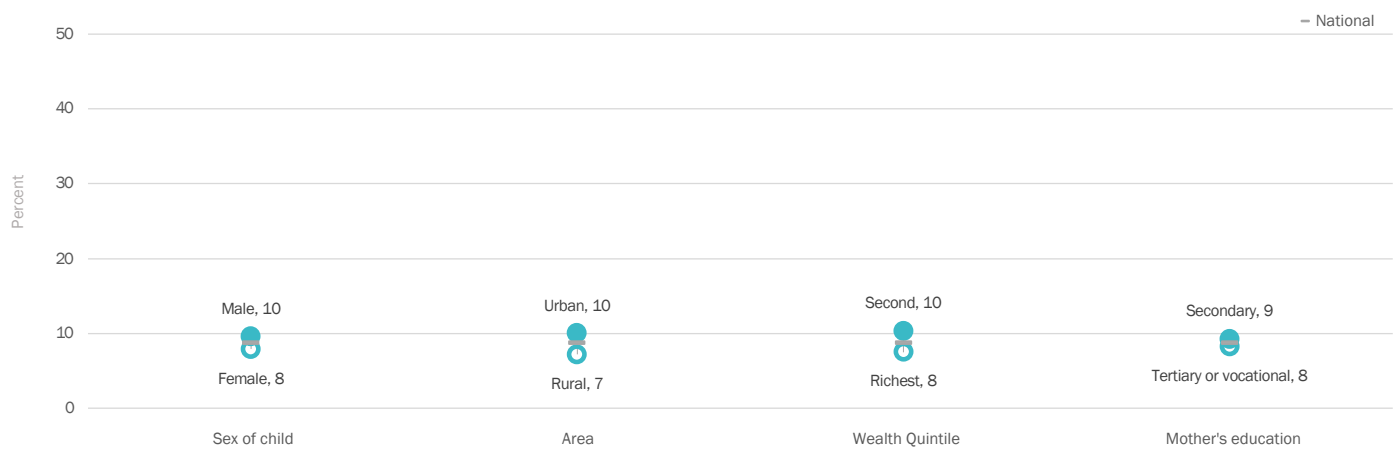 – National
50
40
30
20
10
0
Percent
Male, 10
Female, 8
Urban, 10
Rural, 7
Second, 10
Richest, 8
Secondary, 9
Tertiary or vocational, 8
Sex of child
Area
Wealth Quintile
Mother's education